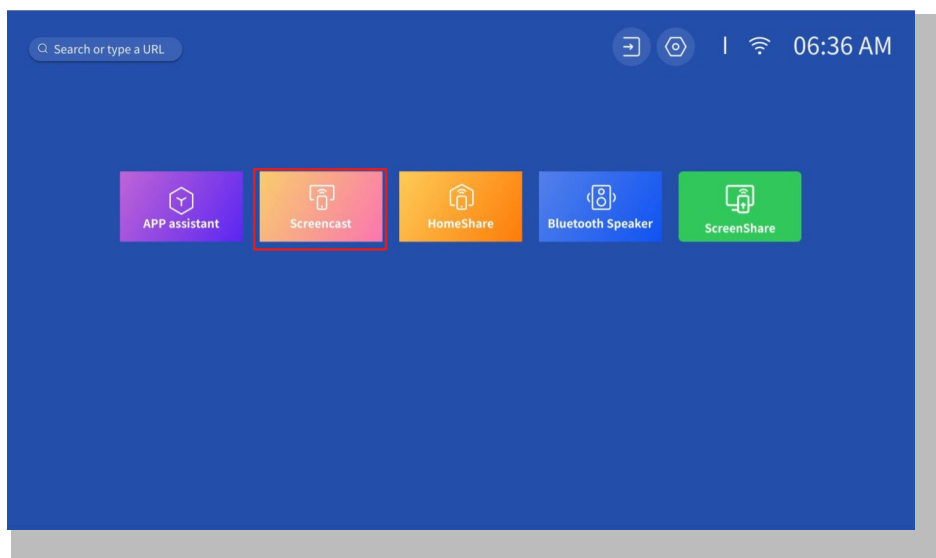 Search or type a URL
06:36 AM
APP assistant
Screencast
HomeShare
Bluetooth Speaker
ScreenShare